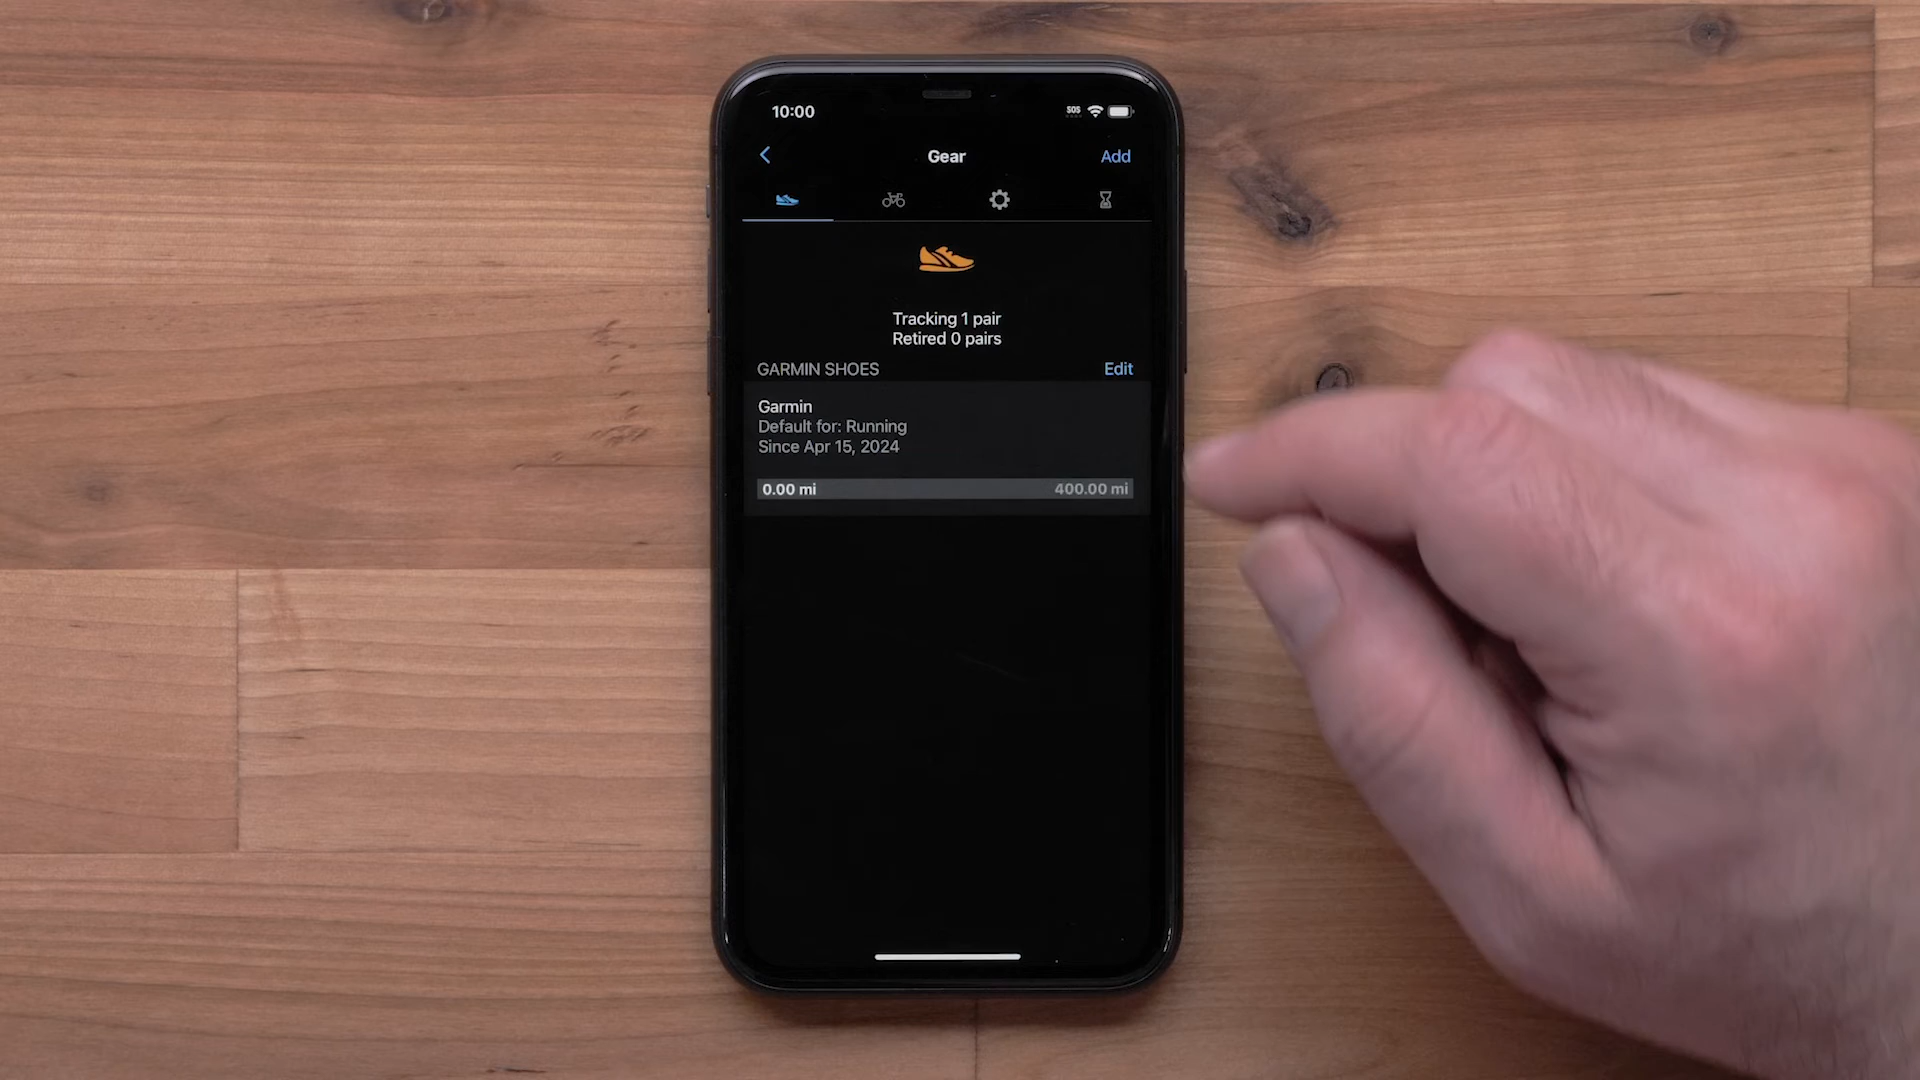 10:00
SOS
Gear
Add
Tracking 1 pair
Retired 0 pairs
GARMIN SHOES
Edit
Garmin
Default for: Running
Since Apr 15, 2024
0.00 mi
400.00 mi